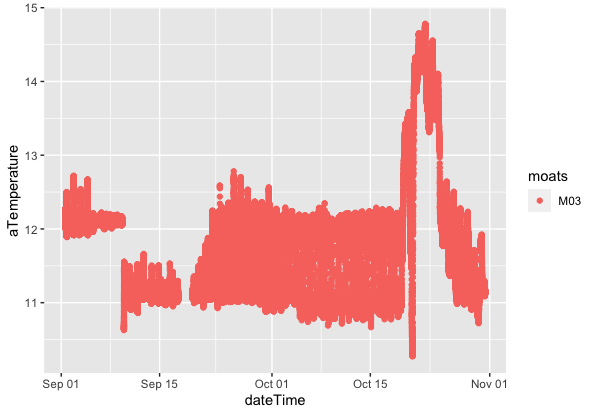 15
14
13
12
11
aTemperature
Sep 01
Sep 15
Oct 01
Oct 15
Nov 01
dateTime
moats
M03